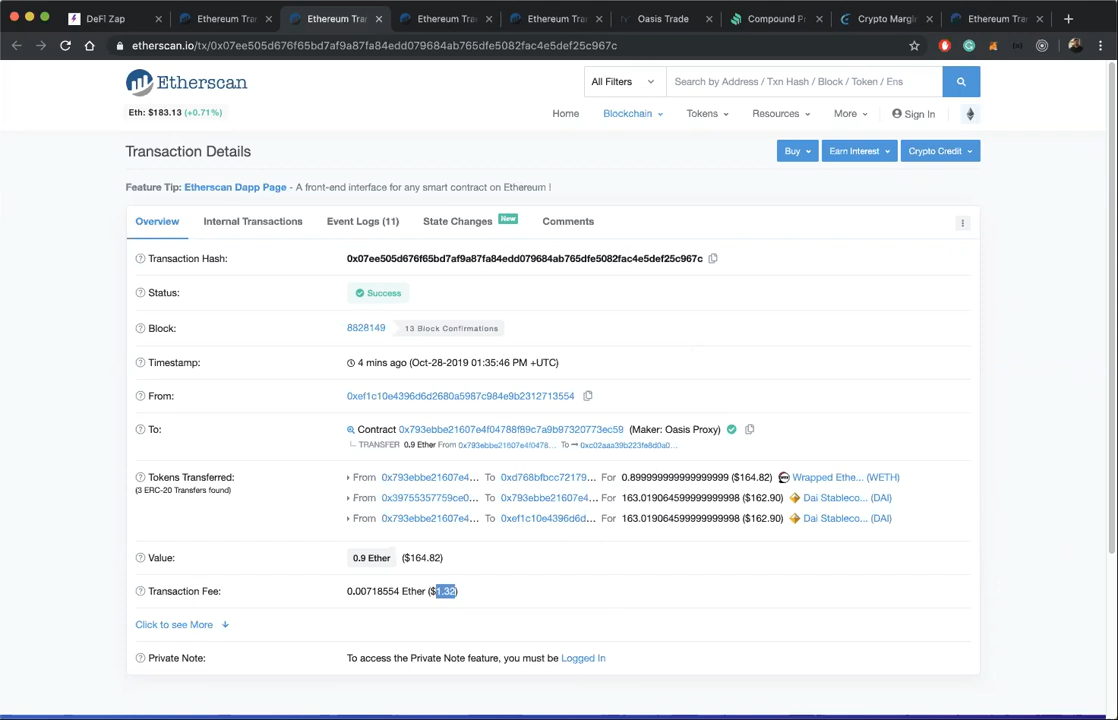 DeFi Zap
Ethereum Tra
Ethereum Tra
Ethereum Tra
Ethereum Tra
Oasis Trade
Compound P
Crypto Margi
Ethereum Tra
etherscan.io/tx/0x07ee505d676f65bd7af9a87fa84edd079684ab765dfe5082fac4e5def25c967c
Etherscan
All Filters
Search by Address / Txn Hash / Block / Token / Ens
Eth: $183.13 (+0.71%)
Home Blockchain Tokens Resources More Sign In
Transaction Details
Buy Earn Interest Crypto Credit
Feature Tip: Etherscan Dapp Page - A front-end interface for any smart contract on Ethereum !
Overview Internal Transactions Event Logs (11) State Changes New Comments
Transaction Hash: 0x07ee505d676f65bd7af9a87fa84edd079684ab765dfe5082fac4e5def25c967c
Status: Success
Block: 8828149 13 Block Confirmations
Timestamp: 4 mins ago (Oct-28-2019 01:35:46 PM +UTC)
From: 0xef1c10e4396d6d2680a5987c984e9b2312713554
To: Contract 0x793ebbe21607e4f04788f89c7a9b97320773ec59 (Maker: Oasis Proxy)
TRANSFER 0.9 Ether From 0x793ebbe21607e4f0478... To → 0xc02aaa39b223fe8d0a0...
Tokens Transferred: From 0x793ebbe21607e4... To 0xd768bfbcc72179... For 0.899999999999999999 ($164.82) Wrapped Ethe... (WETH)
(3 ERC-20 Transfers found)
From 0x39755357759ce0... To 0x793ebbe21607e4... For 163.019064599999999998 ($162.90) Dai Stableco... (DAI)
From 0x793ebbe21607e4... To 0xef1c10e4396d6d... For 163.019064599999999998 ($162.90) Dai Stableco... (DAI)
Value: 0.9 Ether ($164.82)
Transaction Fee: 0.00718554 Ether ($1.32)
Click to see More
Private Note: To access the Private Note feature, you must be Logged In